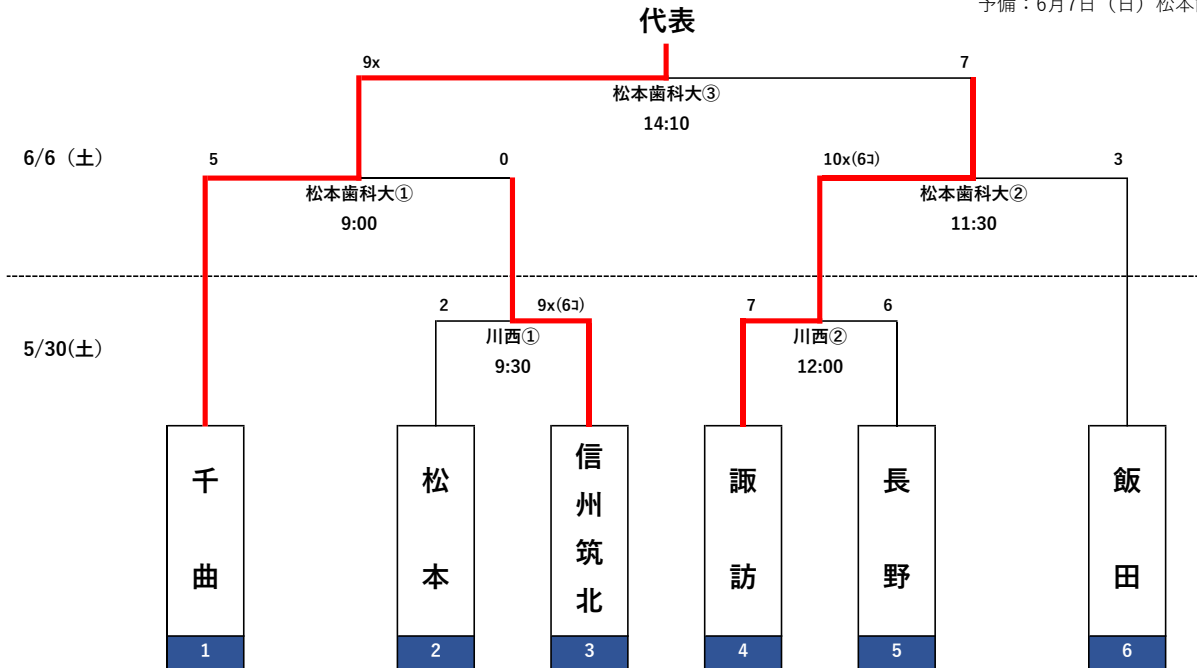 予備：6月7日（日）松本
代表
9x
7
松本歯科大③
14:10
6/6（土）
5
0
10x(6コ)
3
松本歯科大①
松本歯科大②
9:00
11:30
2
9x(6コ)
7
6
川西①
川西②
5/30(土)
9:30
12:00
千曲
松本
信州筑北
諏訪
長野
飯田
1
2
3
4
5
6